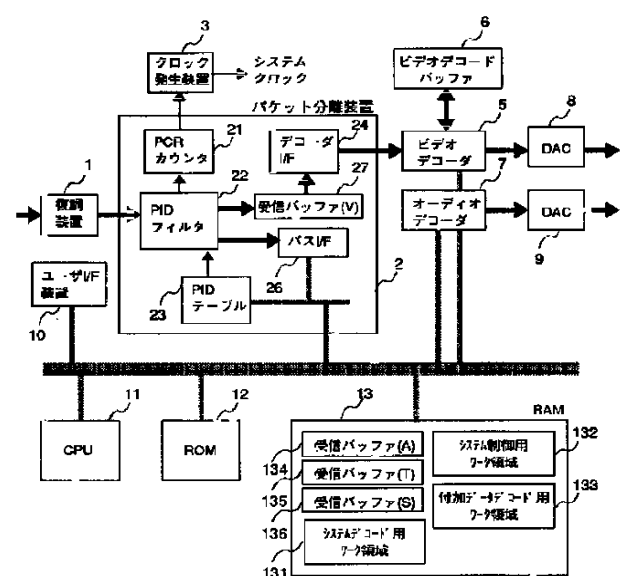 3
クロック
発生装置
システム
クロック
6
ビデオデコード
バッファ
パケット分離装置
21
PCR
カウンタ
24
デコーダ
I/F
5
ビデオ
デコーダ
8
DAC
1
復調
装置
22
PID
フィルタ
27
受信バッファ(V)
7
オーディオ
デコーダ
DAC
9
バスI/F
26
2
ユーザI/F
装置
10
23
PID
テーブル
11
CPU
12
ROM
13
RAM
134
受信バッファ(A)
135
受信バッファ(T)
136
受信バッファ(S)
131
システムデコード用
ワーク領域
132
システム制御用
ワーク領域
133
付加データデコード用
ワーク領域